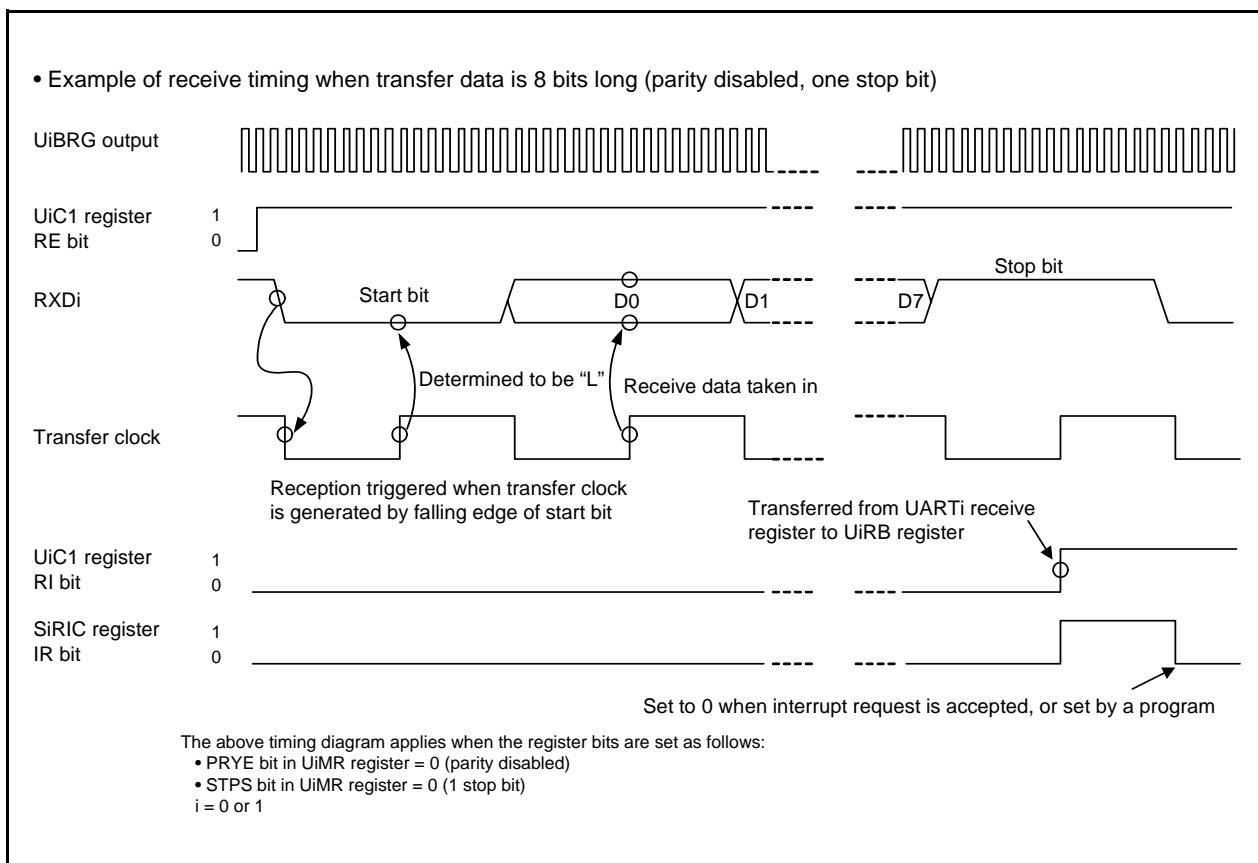 • Example of receive timing when transfer data is 8 bits long (parity disabled, one stop bit)
UiBRG output
UiC1 register
RE bit
1
0
RXDi
Start bit
D0
D1
D7
Stop bit
Determined to be “L”
Receive data taken in
Transfer clock
Reception triggered when transfer clock
is generated by falling edge of start bit
Transferred from UARTi receive
register to UiRB register
UiC1 register
RI bit
1
0
SiRIC register
IR bit
1
0
Set to 0 when interrupt request is accepted, or set by a program
The above timing diagram applies when the register bits are set as follows:
• PRYE bit in UiMR register = 0 (parity disabled)
• STPS bit in UiMR register = 0 (1 stop bit)
i = 0 or 1